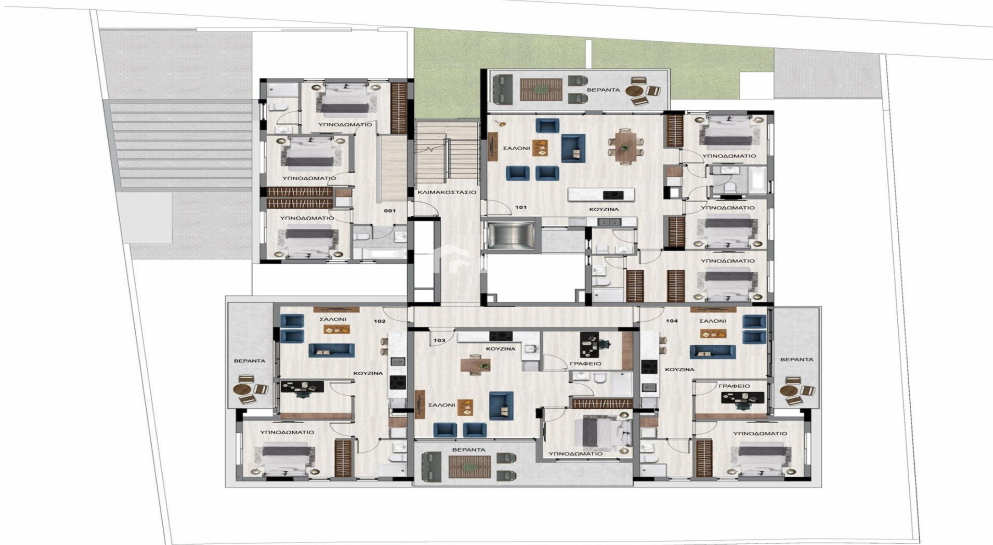 ΒΕΡΑΝΤΑ
ΥΠΝΟΔΩΜΑΤΙΟ
ΣΑΛΟΝΙ
ΥΠΝΟΔΩΜΑΤΙΟ
ΥΠΝΟΔΩΜΑΤΙΟ
ΚΛΙΜΑΚΟΣΤΑΣΙΟ
001
101
ΚΟΥΖΙΝΑ
ΥΠΝΟΔΩΜΑΤΙΟ
ΥΠΝΟΔΩΜΑΤΙΟ
ΥΠΝΟΔΩΜΑΤΙΟ
ΣΑΛΟΝΙ
102
104
ΣΑΛΟΝΙ
103
ΚΟΥΖΙΝΑ
ΒΕΡΑΝΤΑ
ΚΟΥΖΙΝΑ
ΓΡΑΦΕΙΟ
ΚΟΥΖΙΝΑ
ΒΕΡΑΝΤΑ
ΓΡΑΦΕΙΟ
ΣΑΛΟΝΙ
ΥΠΝΟΔΩΜΑΤΙΟ
ΒΕΡΑΝΤΑ
ΥΠΝΟΔΩΜΑΤΙΟ
ΥΠΝΟΔΩΜΑΤΙΟ